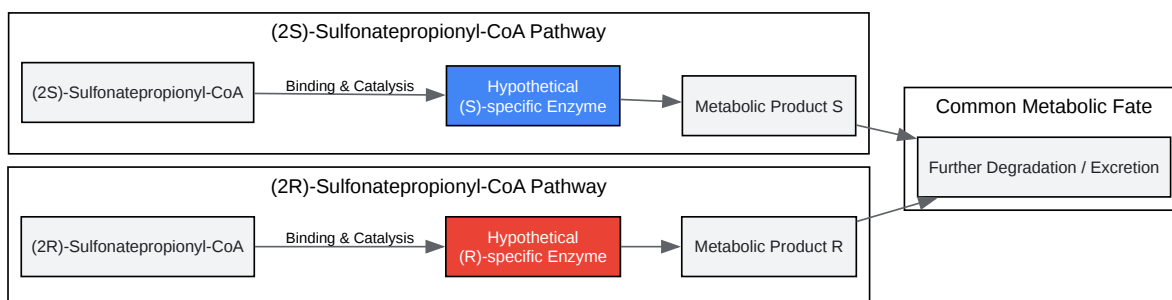 (2S)-Sulfonatepropionyl-CoA Pathway
(2S)-Sulfonatepropionyl-CoA
Binding & Catalysis
Hypothetical
(S)-specific Enzyme
Metabolic Product S
Common Metabolic Fate
Further Degradation / Excretion
(2R)-Sulfonatepropionyl-CoA Pathway
(2R)-Sulfonatepropionyl-CoA
Binding & Catalysis
Hypothetical
(R)-specific Enzyme
Metabolic Product R